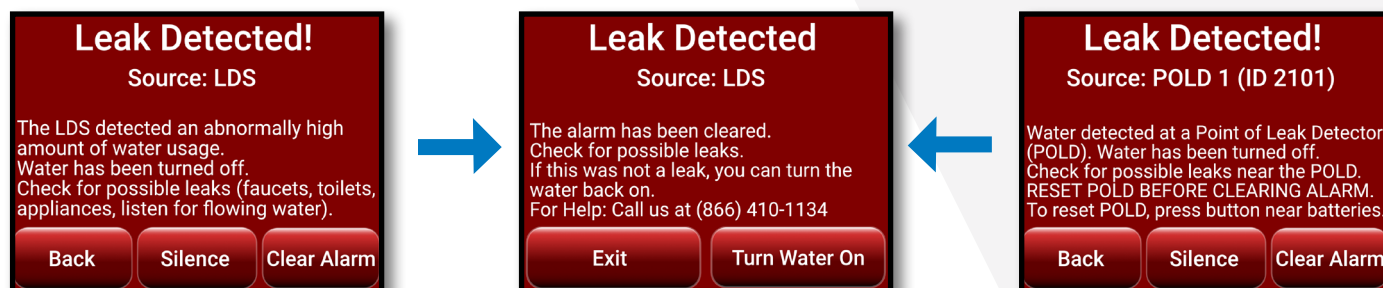 Leak Detected!
Source: LDS
The LDS detected an abnormally high
amount of water usage.
Water has been turned off.
Check for possible leaks (faucets, toilets,
appliances, listen for flowing water).
Back
Silence
Clear Alarm
Leak Detected
Source: LDS
The alarm has been cleared.
Check for possible leaks.
If this was not a leak, you can turn the
water back on.
For Help: Call us at (866) 410-1134
Exit
Turn Water On
Leak Detected!
Source: POLD 1 (ID 2101)
Water detected at a Point of Leak Detector
(POLD). Water has been turned off.
Check for possible leaks near the POLD.
RESET POLD BEFORE CLEARING ALARM.
To reset POLD, press button near batteries.
Back
Silence
Clear Alarm